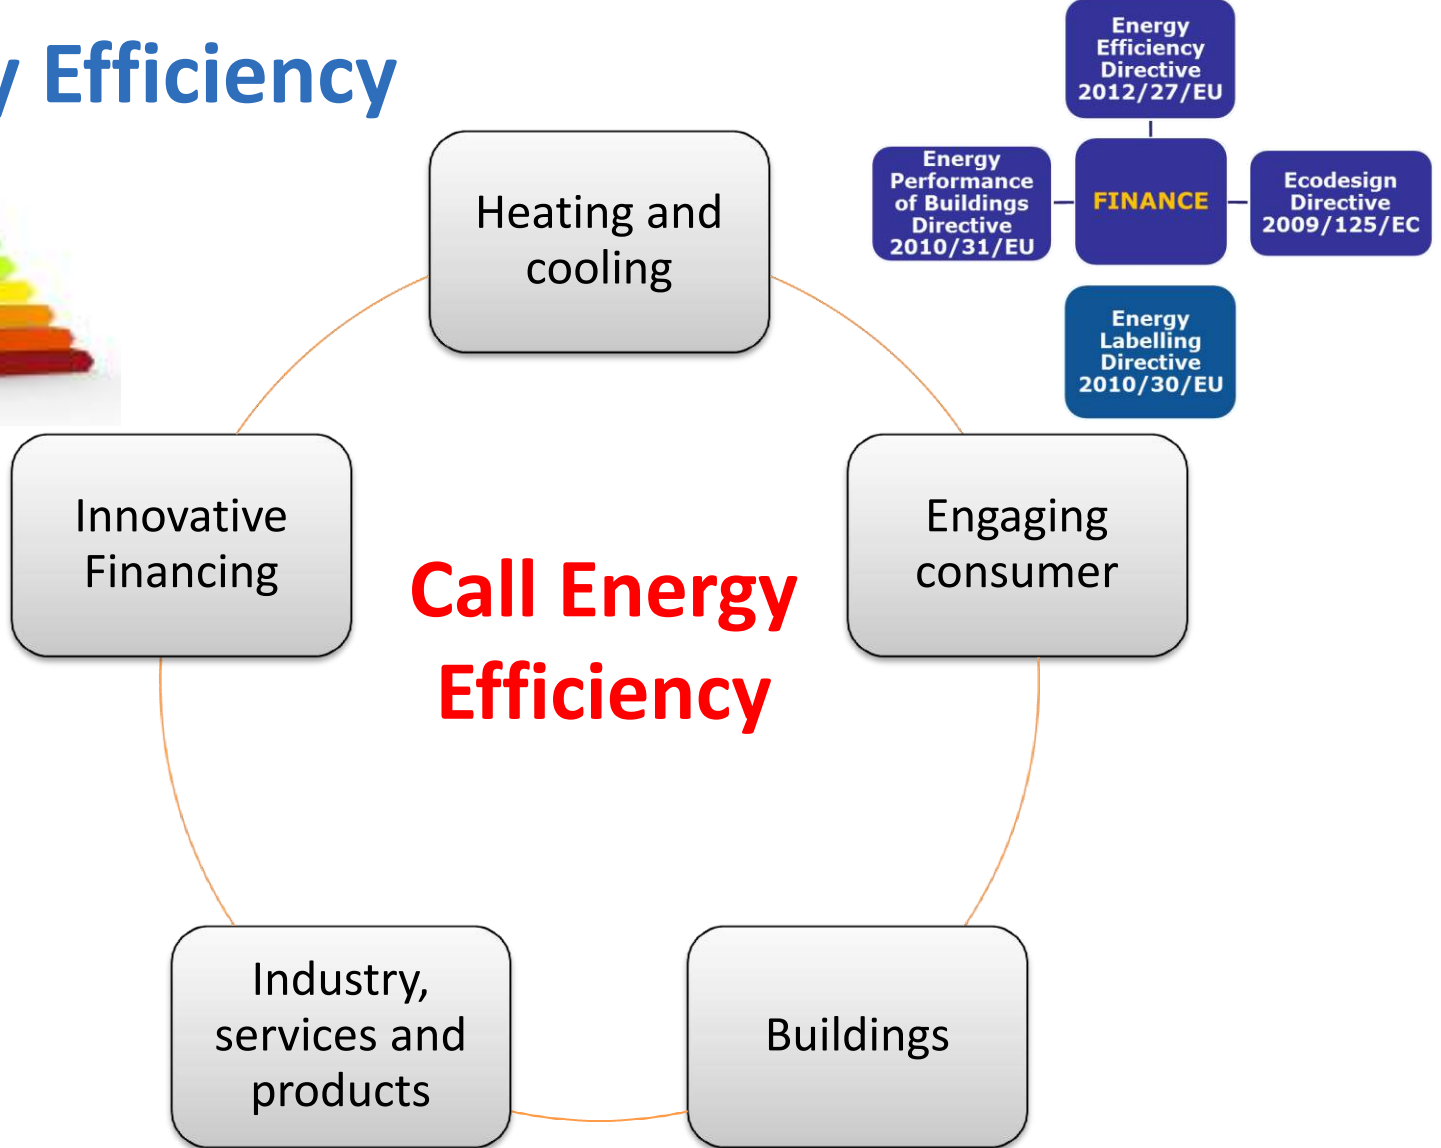 y Efficiency
Energy
Efficiency
Directive
2012/27/EU
Energy
Performance
of Buildings
Directive
2010/31/EU
FINANCE
Ecodesign
Directive
2009/125/EC
Energy
Labelling
Directive
2010/30/EU
Heating and
cooling
Innovative
Financing
Engaging
consumer
Call Energy
Efficiency
Industry,
services and
products
Buildings